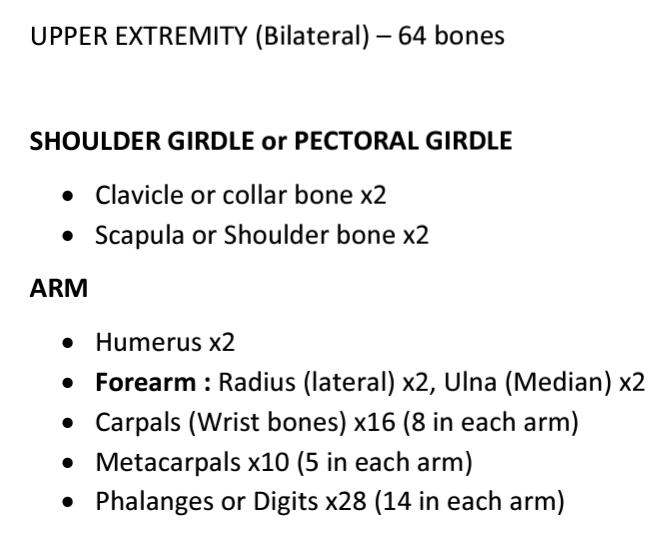 UPPER EXTREMITY (Bilateral) – 64 bones
SHOULDER GIRDLE or PECTORAL GIRDLE
• Clavicle or collar bone x2
• Scapula or Shoulder bone x2
ARM
• Humerus x2
• Forearm : Radius (lateral) x2, Ulna (Median) x2
• Carpals (Wrist bones) x16 (8 in each arm)
• Metacarpals x10 (5 in each arm)
• Phalanges or Digits x28 (14 in each arm)